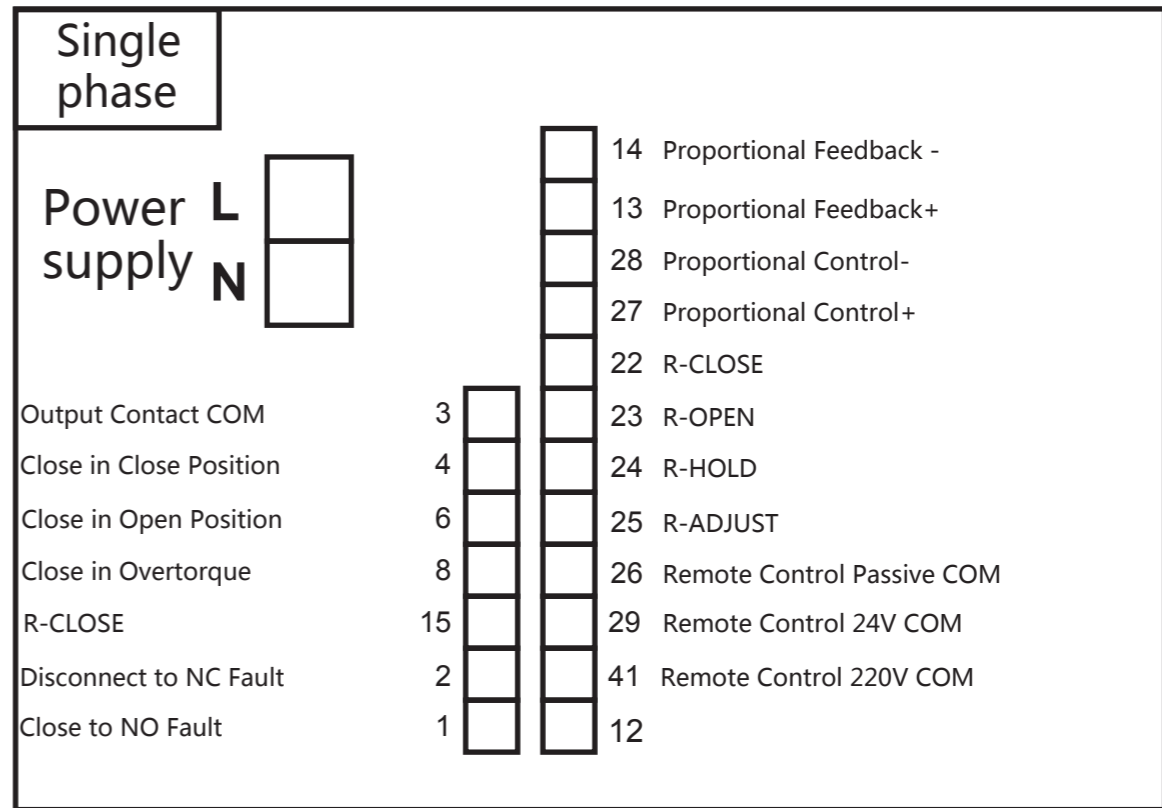 Single
phase
Power L
supply N
14 Proportional Feedback -
13 Proportional Feedback+
28 Proportional Control-
27 Proportional Control+
22 R-CLOSE
Output Contact COM 3 23 R-OPEN
Close in Close Position 4 24 R-HOLD
Close in Open Position 6 25 R-ADJUST
Close in Overtorque 8 26 Remote Control Passive COM
R-CLOSE 15 29 Remote Control 24V COM
Disconnect to NC Fault 2 41 Remote Control 220V COM
Close to NO Fault 1 12